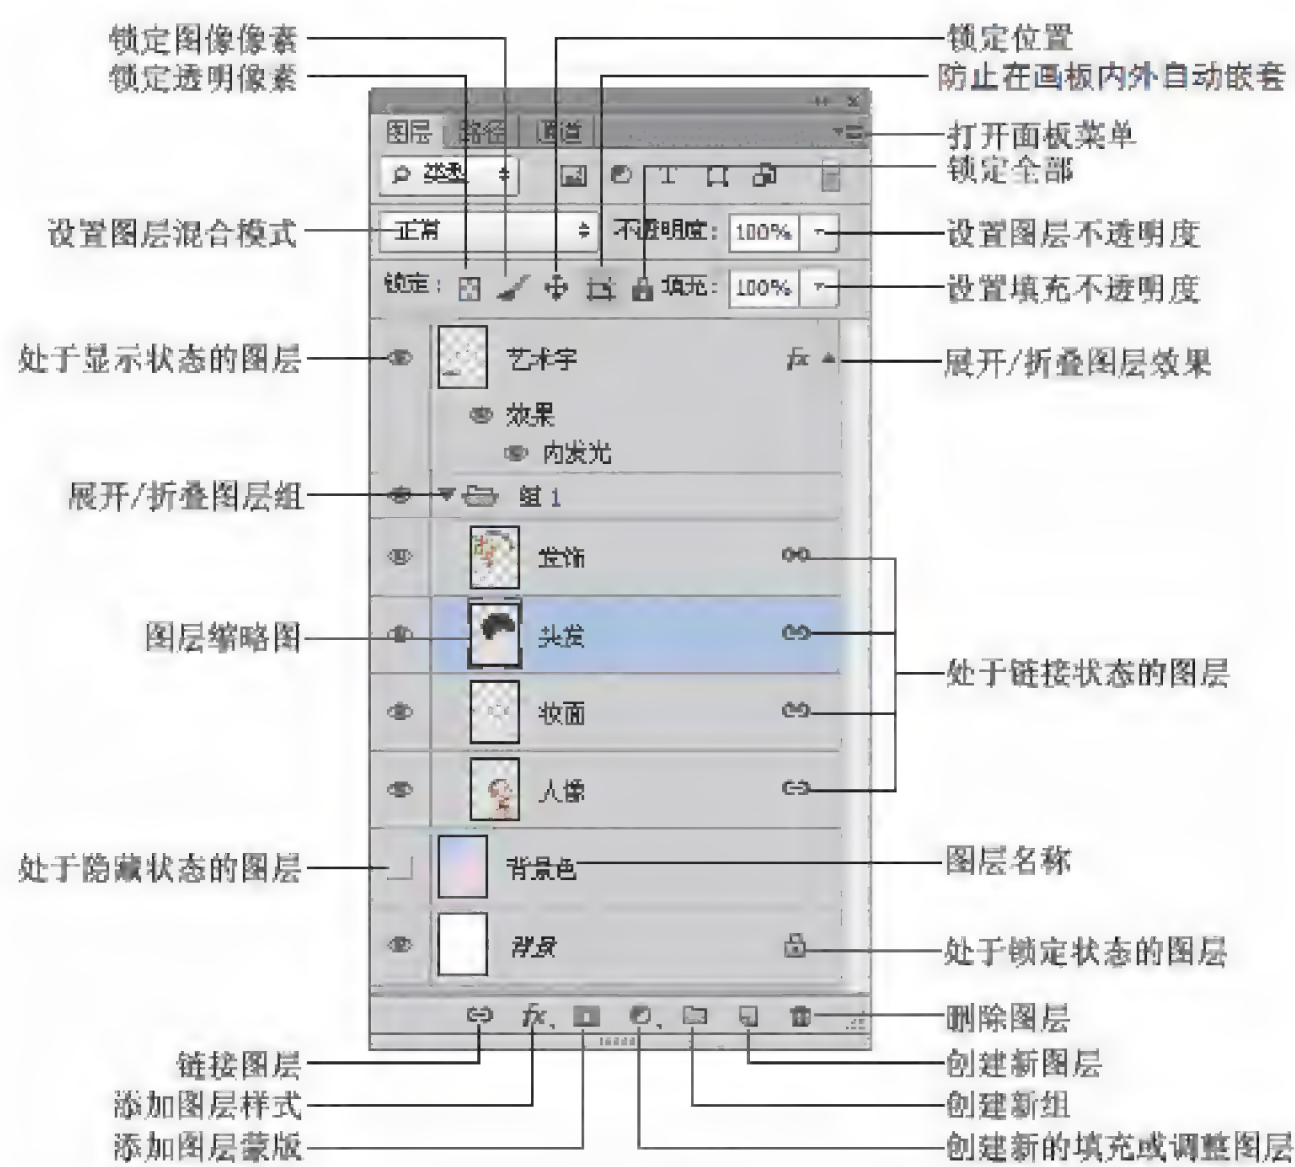 锁定图像像素
锁定位置
锁定透明像素
防止在画板内外自动嵌套
图层 路径 通道
打开面板菜单
类型
锁定全部
设置图层混合模式
正常 不透明度: 100%
设置图层不透明度
锁定: 填充: 100%
设置填充不透明度
处于显示状态的图层
艺术字 fx
展开/折叠图层效果
效果
内发光
展开/折叠图层组
组 1
发饰
图层缩略图
头发
处于链接状态的图层
妆面
人像
处于隐藏状态的图层
背景色
图层名称
背景
处于锁定状态的图层
fx
删除图层
链接图层
创建新图层
添加图层样式
创建新组
添加图层蒙版
创建新的填充或调整图层